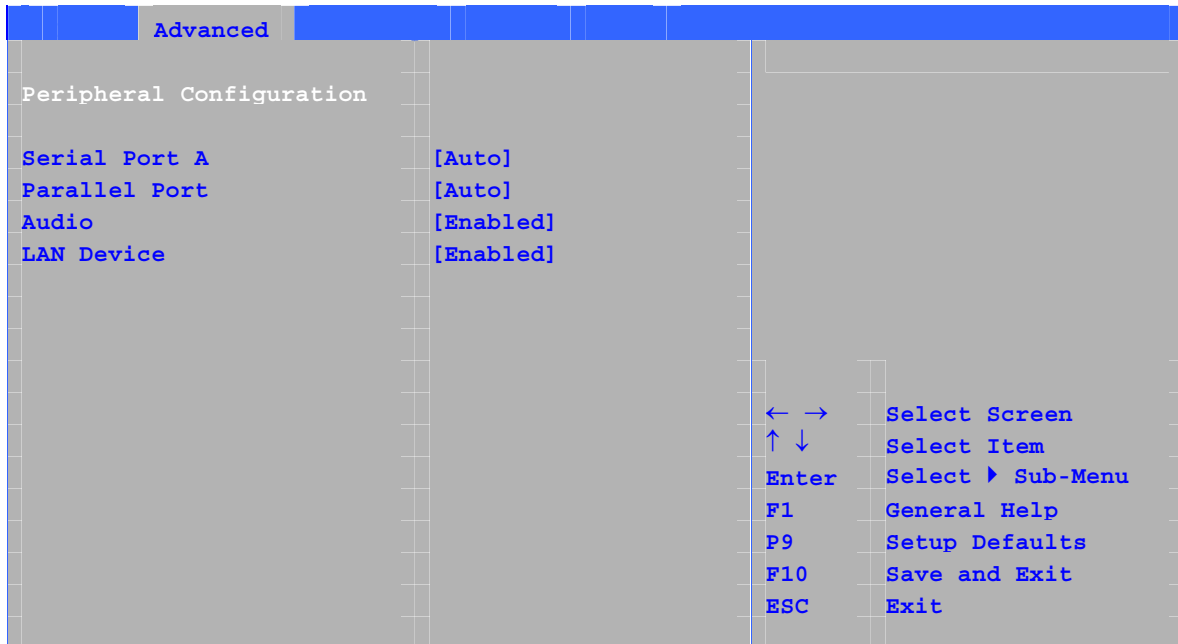 Advanced
Peripheral Configuration
Serial Port A [Auto]
Parallel Port [Auto]
Audio [Enabled]
LAN Device [Enabled]
← → Select Screen
↑ ↓ Select Item
Enter Select ▶ Sub-Menu
F1 General Help
P9 Setup Defaults
F10 Save and Exit
ESC Exit